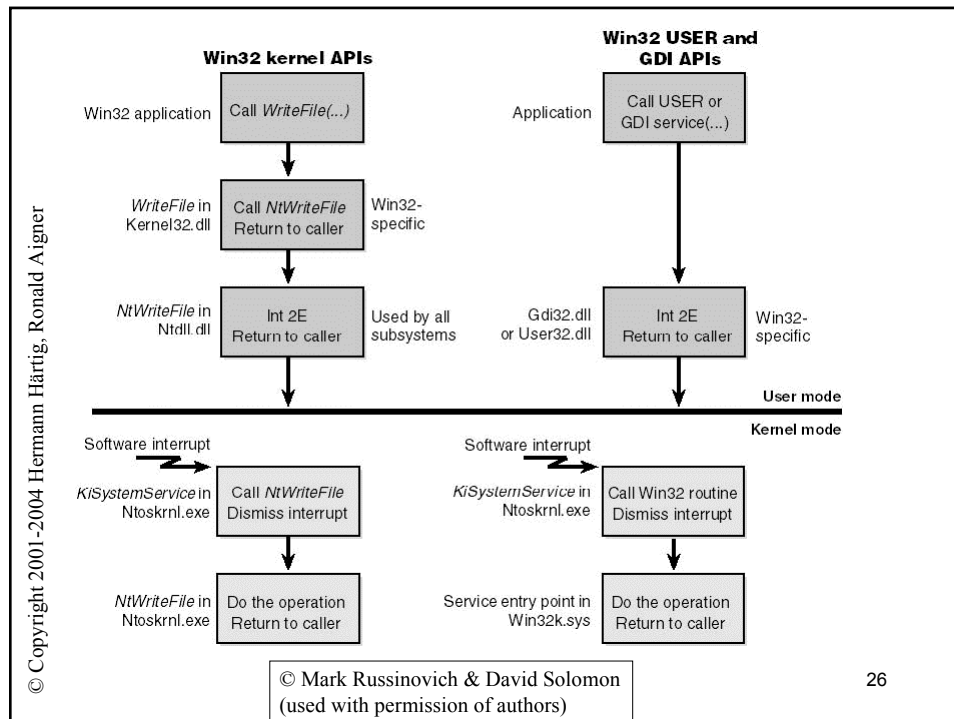 Win32 kernel APIs
Win32 USER and
GDI APIs
Win32 application
Call WriteFile(...)
Application
Call USER or
GDI service(...)
WriteFile in
Kernel32.dll
Call NtWriteFile
Return to caller
Win32-
specific
NtWriteFile in
Ntdll.dll
Int 2E
Return to caller
Used by all
subsystems
Gdi32.dll
or User32.dll
Int 2E
Return to caller
Win32-
specific
User mode
Kernel mode
Software interrupt
KiSystemService in
Ntoskrnl.exe
Call NtWriteFile
Dismiss interrupt
Software interrupt
KiSystemService in
Ntoskrnl.exe
Call Win32 routine
Dismiss interrupt
NtWriteFile in
Ntoskrnl.exe
Do the operation
Return to caller
Service entry point in
Win32k.sys
Do the operation
Return to caller
© Copyright 2001-2004 Hermann Härtig, Ronald Aigner
© Mark Russinovich & David Solomon
(used with permission of authors)
26